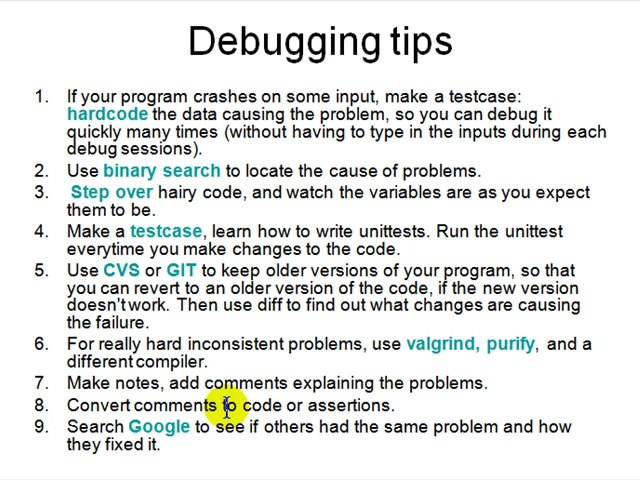 Debugging tips
1. If your program crashes on some input, make a testcase:
hardcode the data causing the problem, so you can debug it
quickly many times (without having to type in the inputs during each
debug sessions).
2. Use binary search to locate the cause of problems.
3. Step over hairy code, and watch the variables are as you expect
them to be.
4. Make a testcase, learn how to write unittests. Run the unittest
everytime you make changes to the code.
5. Use CVS or GIT to keep older versions of your program, so that
you can revert to an older version of the code, if the new version
doesn't work. Then use diff to find out what changes are causing
the failure.
6. For really hard inconsistent problems, use valgrind, purify, and a
different compiler.
7. Make notes, add comments explaining the problems.
8. Convert comments to code or assertions.
9. Search Google to see if others had the same problem and how
they fixed it.